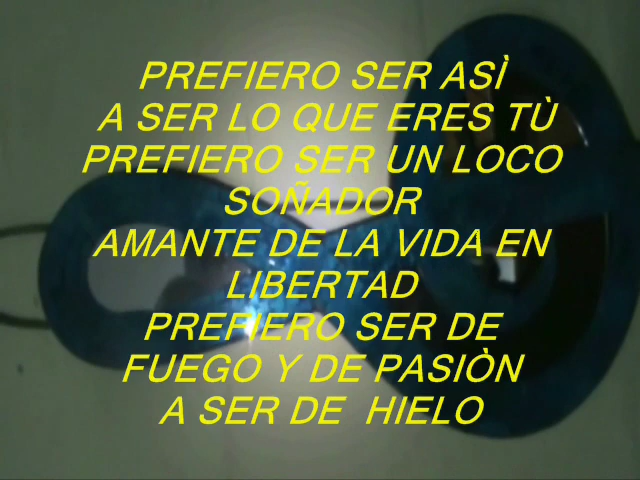 PREFIERO SER ASÌ
A SER LO QUE ERES TÙ
PREFIERO SER UN LOCO
SOÑADOR
AMANTE DE LA VIDA EN
LIBERTAD
PREFIERO SER DE
FUEGO Y DE PASIÒN
A SER DE  HIELO